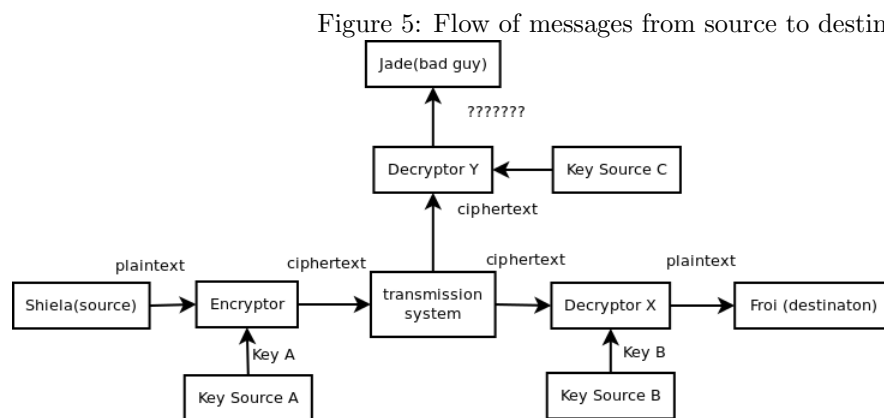 Figure 5: Flow of messages from source to destin
Jade(bad guy)
???????
Decryptor Y
Key Source C
ciphertext
plaintext
ciphertext
ciphertext
plaintext
Shiela(source)
Encryptor
transmission
system
Decryptor X
Froi (destinaton)
Key A
Key B
Key Source A
Key Source B